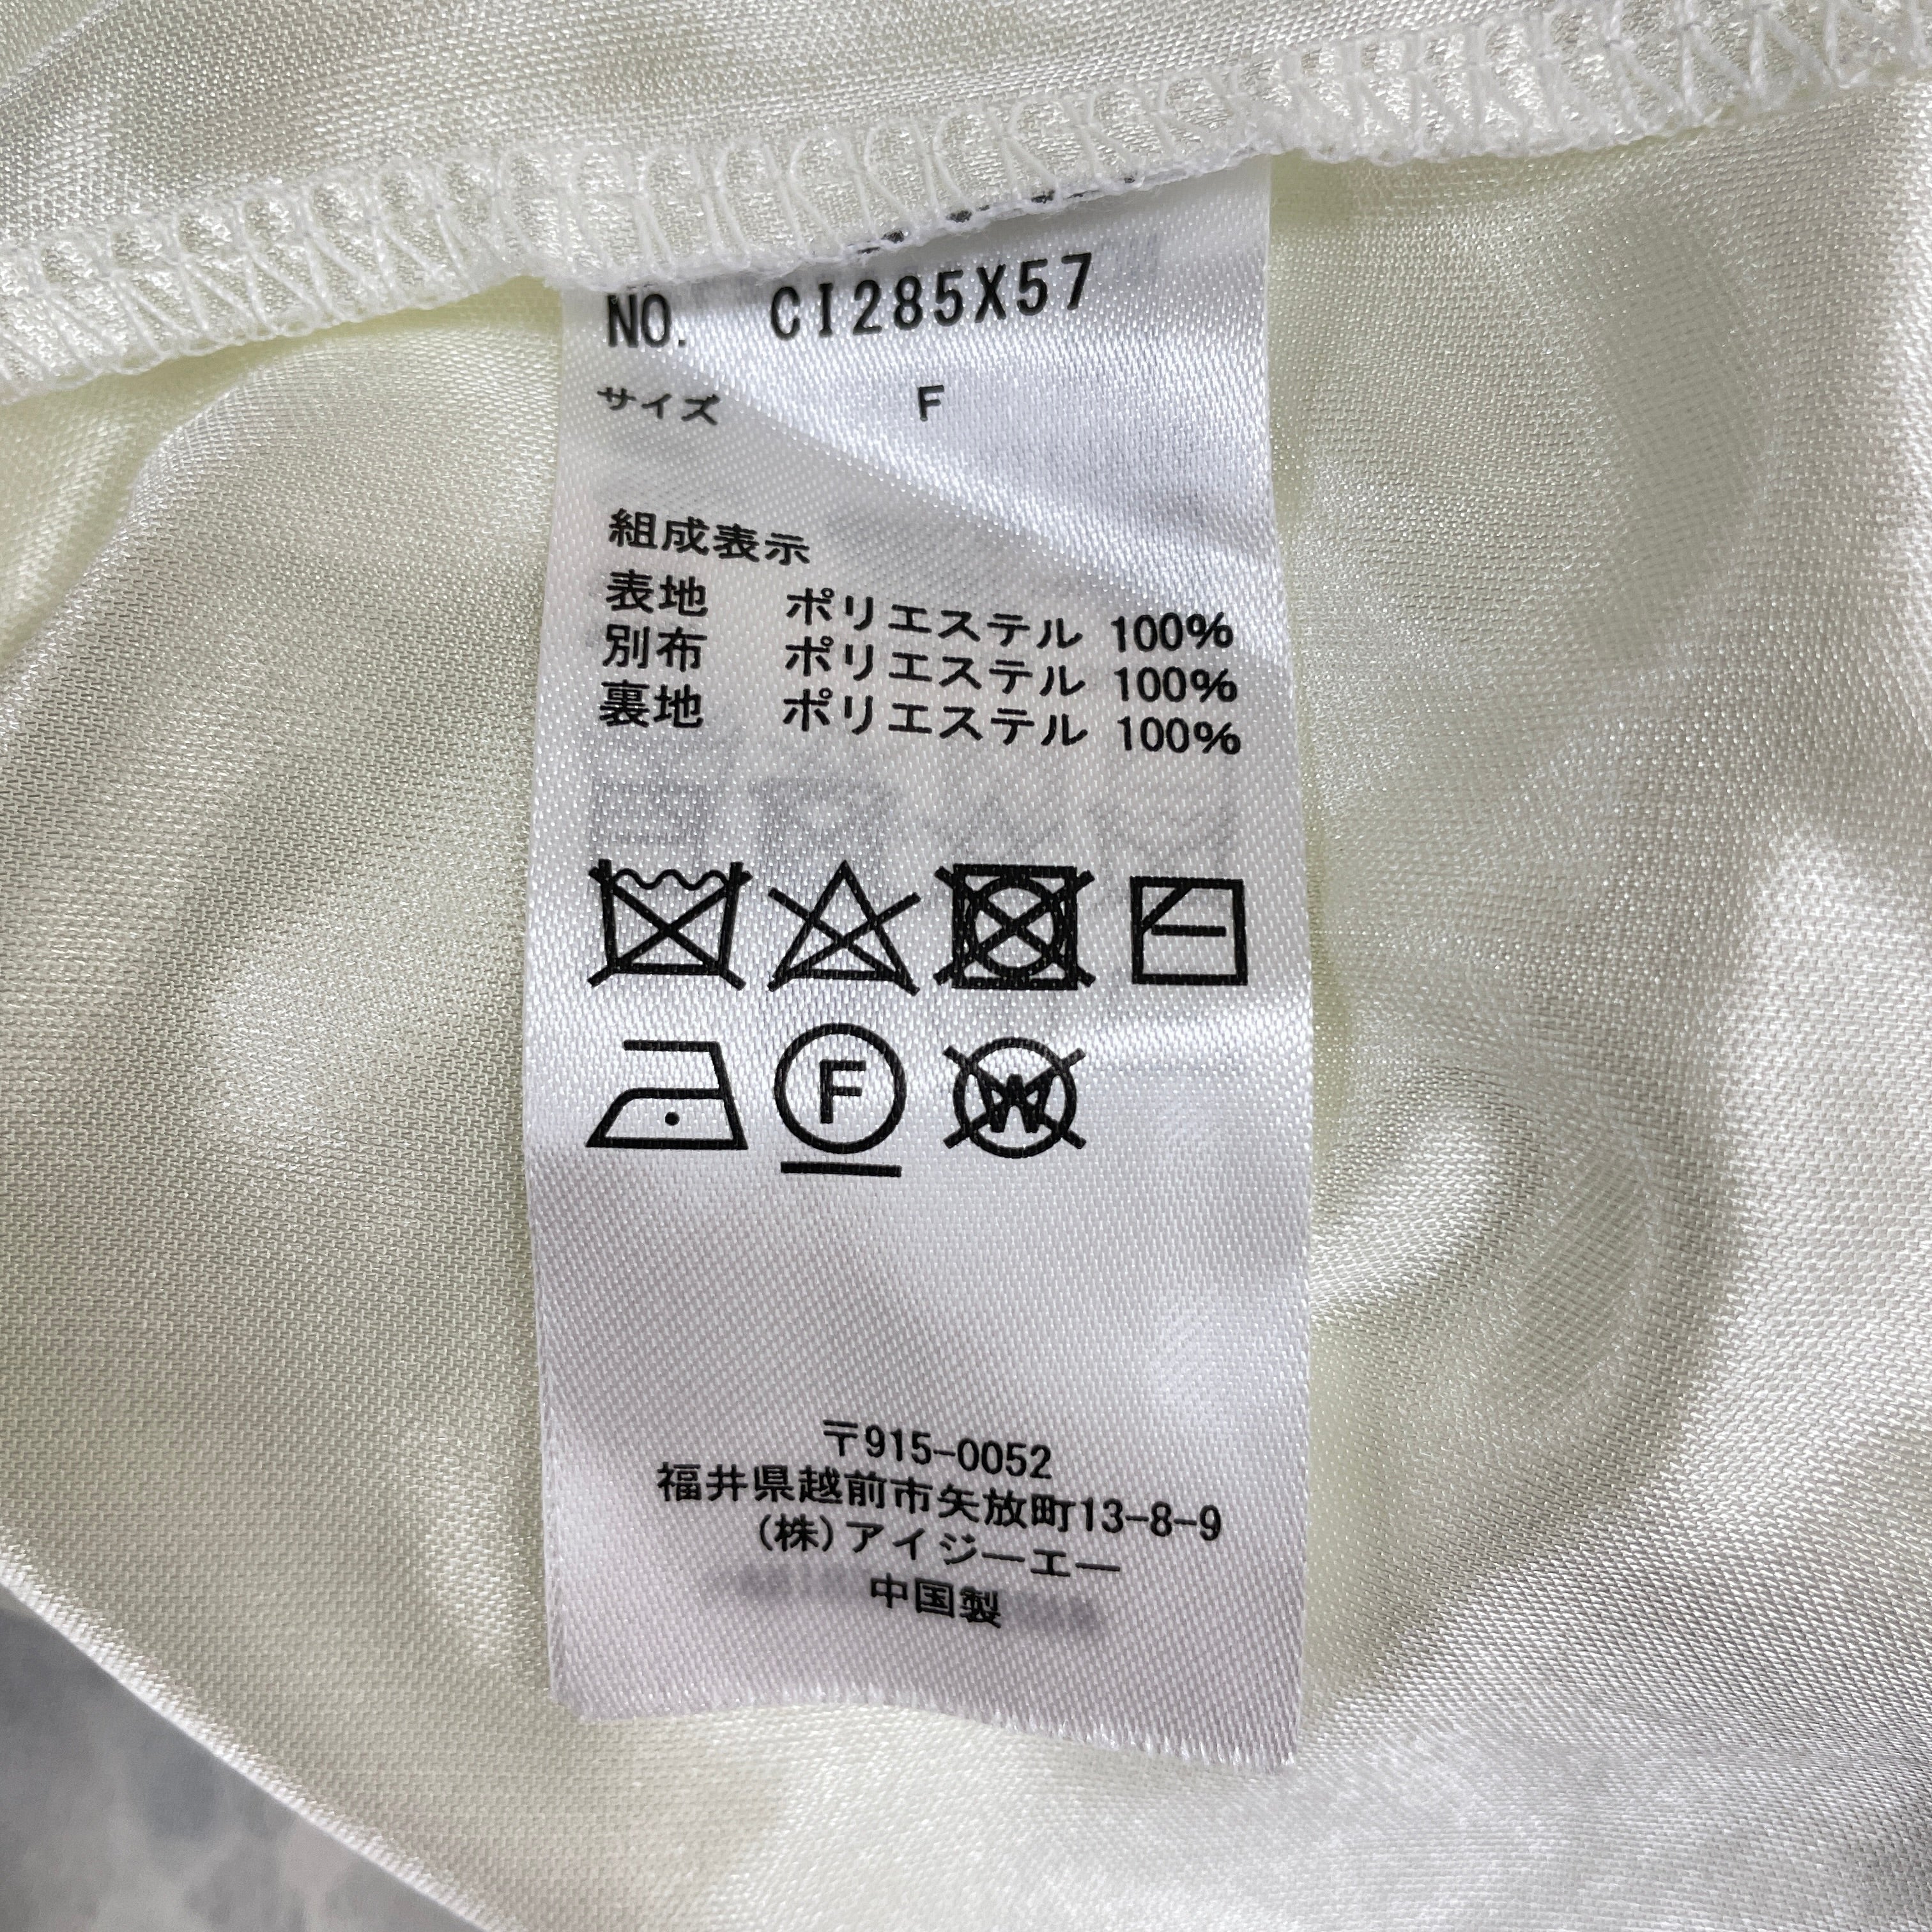 NO. CI285X57
サイズ F
組成表示
表地 ポリエステル 100%
別布 ポリエステル 100%
裏地 ポリエステル 100%
F
W
〒915-0052
福井県越前市矢放町13-8-9
(株)アイジーエー
中国製